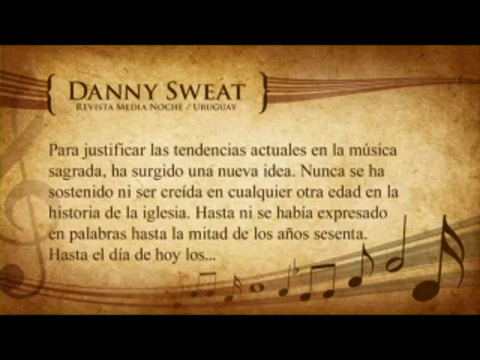 { DANNY SWEAT }
REVISTA MEDIA NOCHE / URUGUAY
Para justificar las tendencias actuales en la música
sagrada, ha surgido una nueva idea. Nunca se ha
sostenido ni ser creída en cualquier otra edad en la
historia de la iglesia. Hasta ni se había expresado
en palabras hasta la mitad de los años sesenta.
Hasta el día de hoy los...